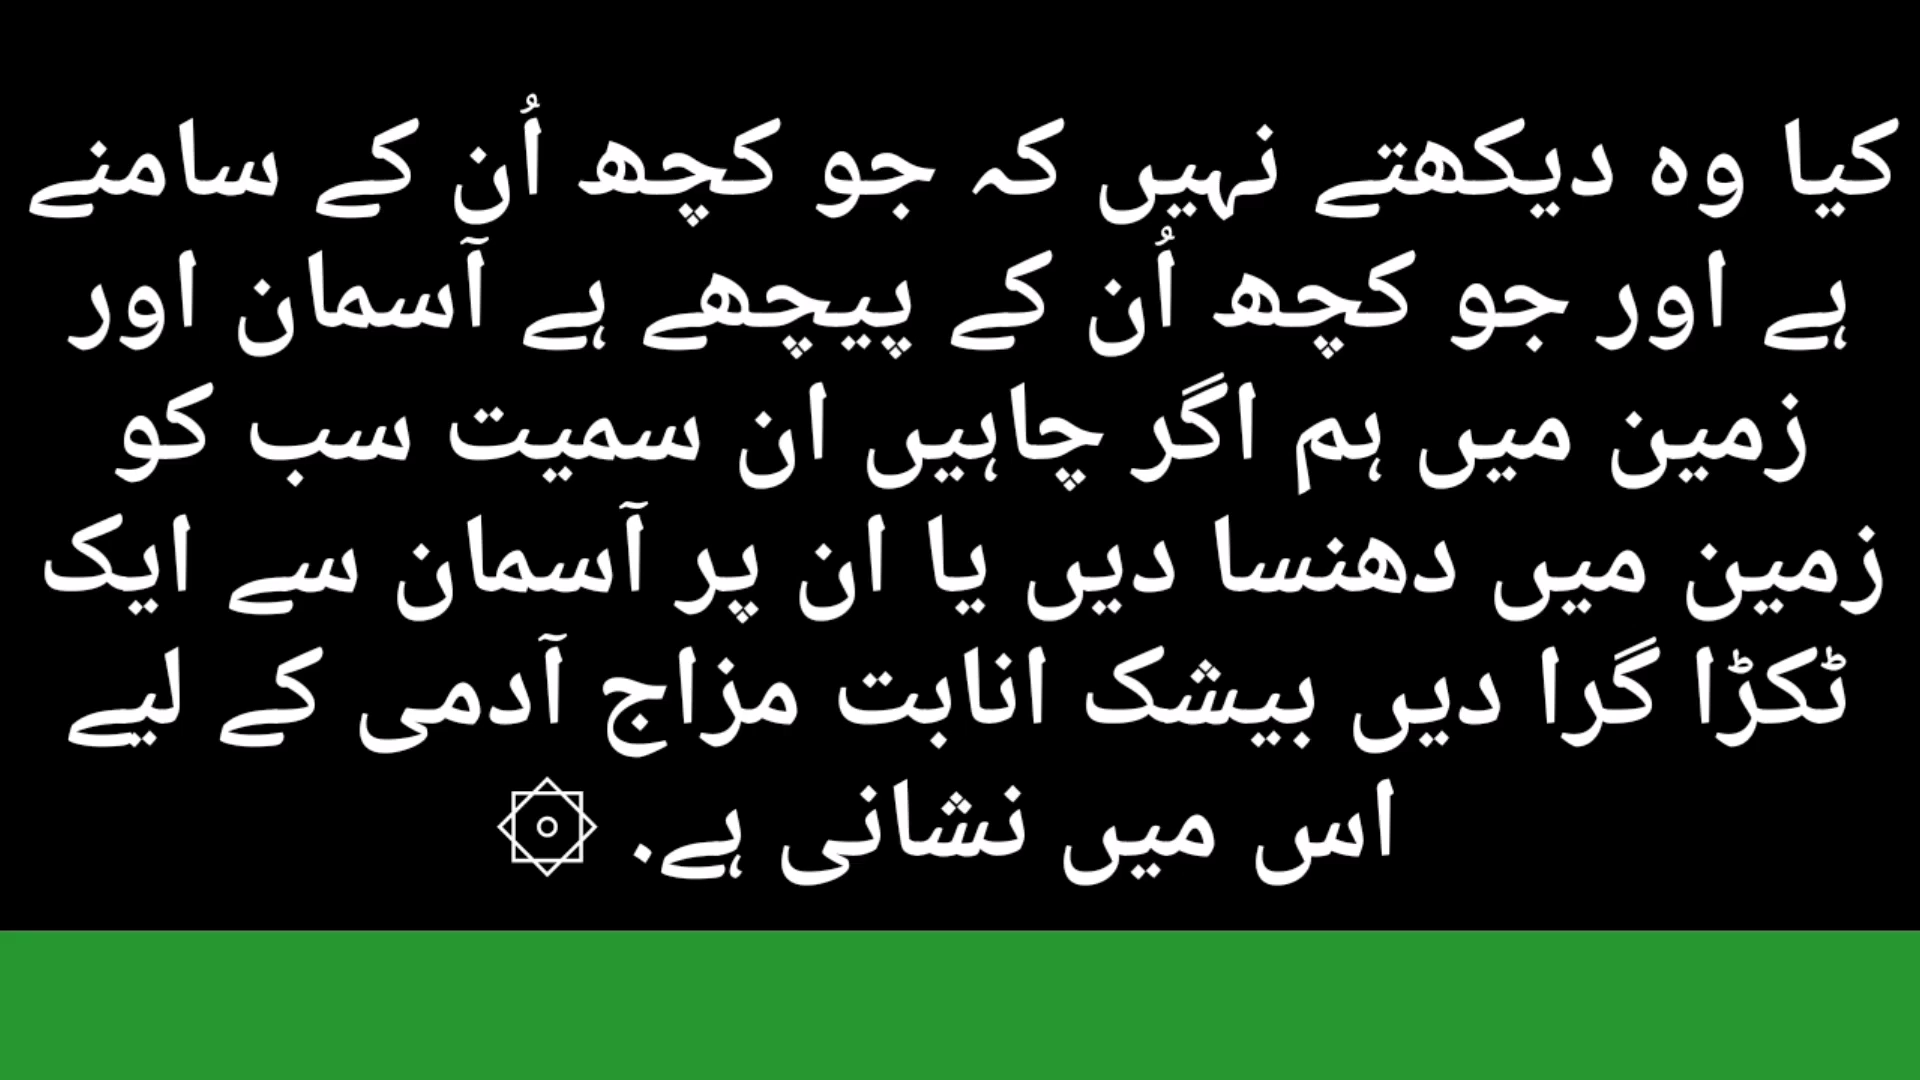 کیا وہ دیکھتے نہیں کہ جو کچھ اُن کے سامنے
ہے اور جو کچھ اُن کے پیچھے ہے آسمان اور
زمین میں ہم اگر چاہیں ان سمیت سب کو
زمین میں دھنسا دیں یا ان پر آسمان سے ایک
ٹکڑا گرا دیں بیشک انابت مزاج آدمی کے لیے
اس میں نشانی ہے. ۞